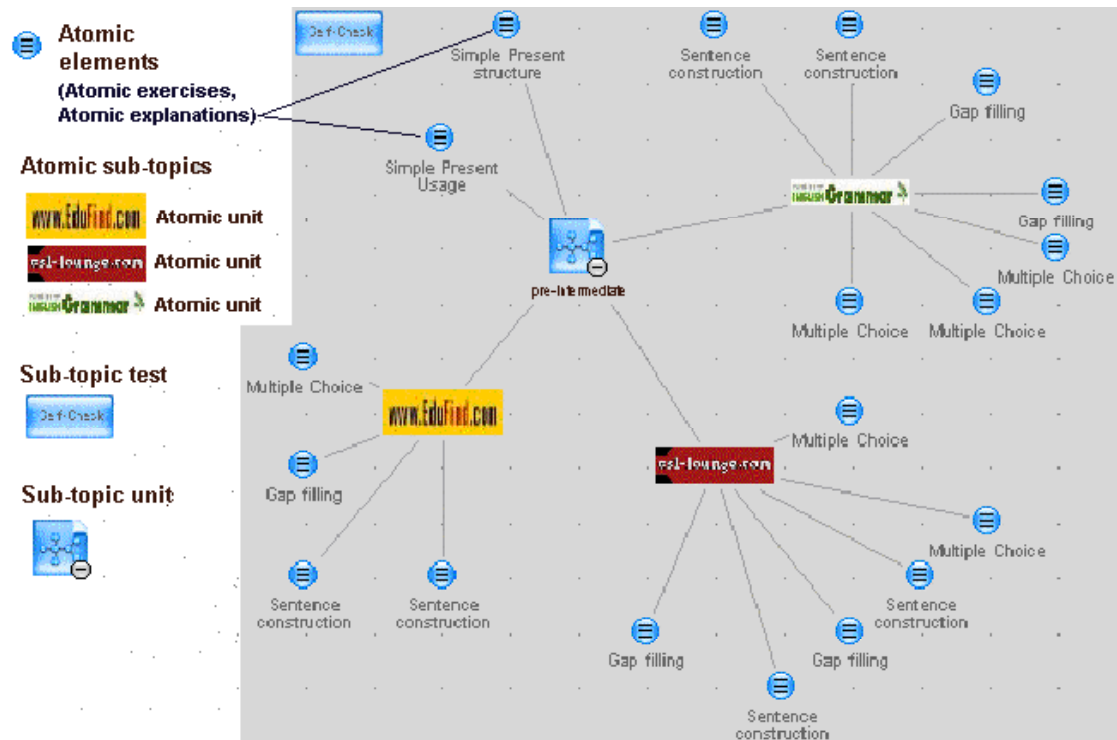 Atomic
elements
(Atomic exercises,
Atomic explanations)
Atomic sub-topics
www.EduFind.com Atomic unit
esl-lounge.com Atomic unit
ENGLISH Grammar Atomic unit
Sub-topic test
Self-Check
Sub-topic unit
Self-Check
Simple Present
structure
Sentence
construction
Sentence
construction
Gap filling
Simple Present
Usage
ENGLISH Grammar
Gap filling
Multiple Choice
pre-intermediate
Multiple Choice
Multiple Choice
Multiple Choice
www.EduFind.com
Multiple Choice
esl-lounge.com
Gap filling
Multiple Choice
Sentence
construction
Sentence
construction
Sentence
construction
Gap filling
Gap filling
Sentence
construction